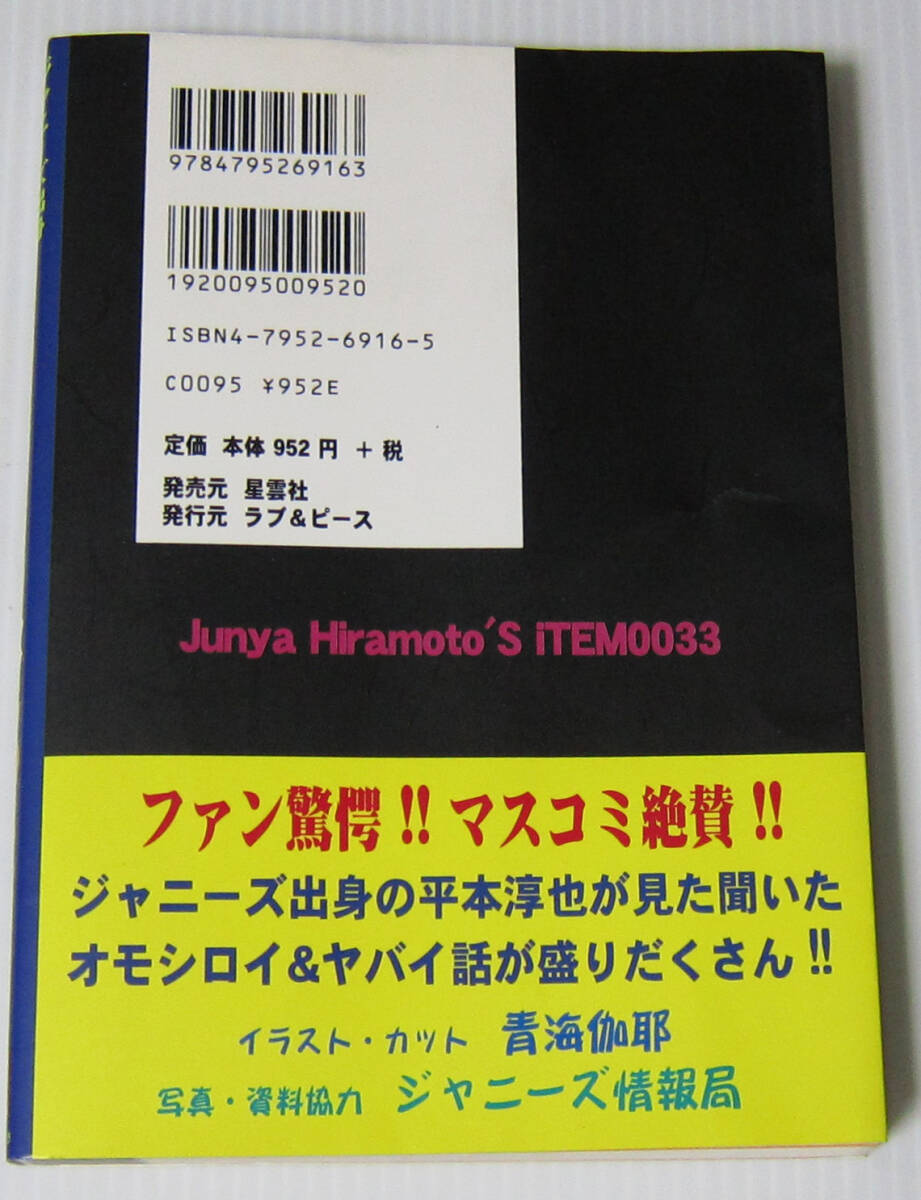 9784795269163
1920095009520
ISBN4-7952-6916-5
C0095 ¥952E
定価 本体 952 円 + 税
発売元 星雲社
発行元 ラブ&ピース
Junya Hiramoto'S iTEM0033
ファン驚愕!! マスコミ絶賛!!
ジャニーズ出身の平本淳也が見た聞いた
オモシロイ&ヤバイ話が盛りだくさん!!
イラスト・カット 青海伽耶
写真・資料協力 ジャニーズ情報局